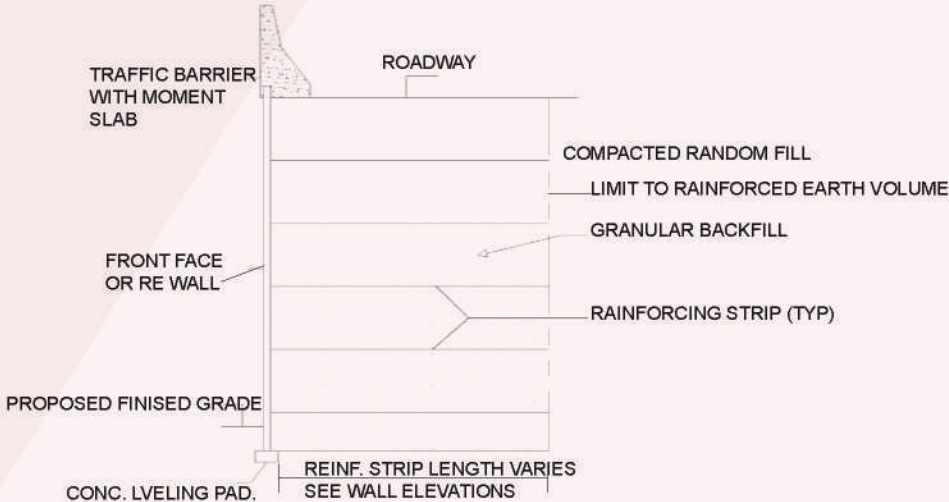 TRAFFIC BARRIER
WITH MOMENT
SLAB
ROADWAY
COMPACTED RANDOM FILL
LIMIT TO RAINFORCED EARTH VOLUME
GRANULAR BACKFILL
FRONT FACE
OR RE WALL
RAINFORCING STRIP (TYP)
PROPOSED FINISED GRADE
REINF. STRIP LENGTH VARIES
SEE WALL ELEVATIONS
CONC. LVELING PAD.